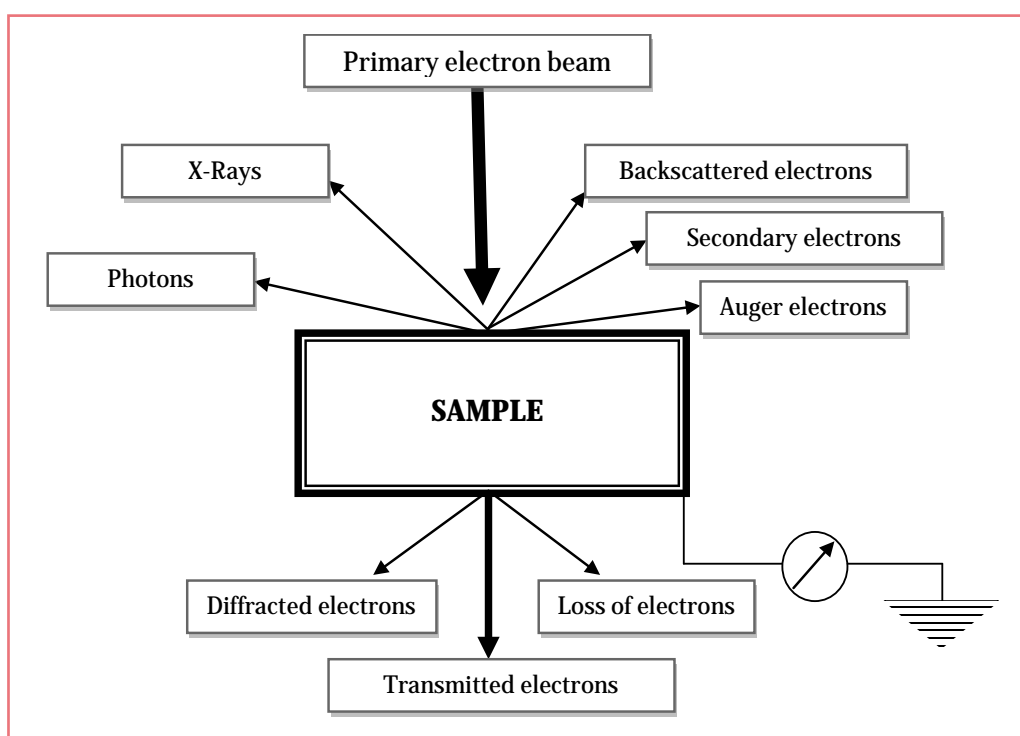 Primary electron beam
X-Rays
Backscattered electrons
Secondary electrons
Photons
Auger electrons
SAMPLE
Diffracted electrons
Loss of electrons
Transmitted electrons